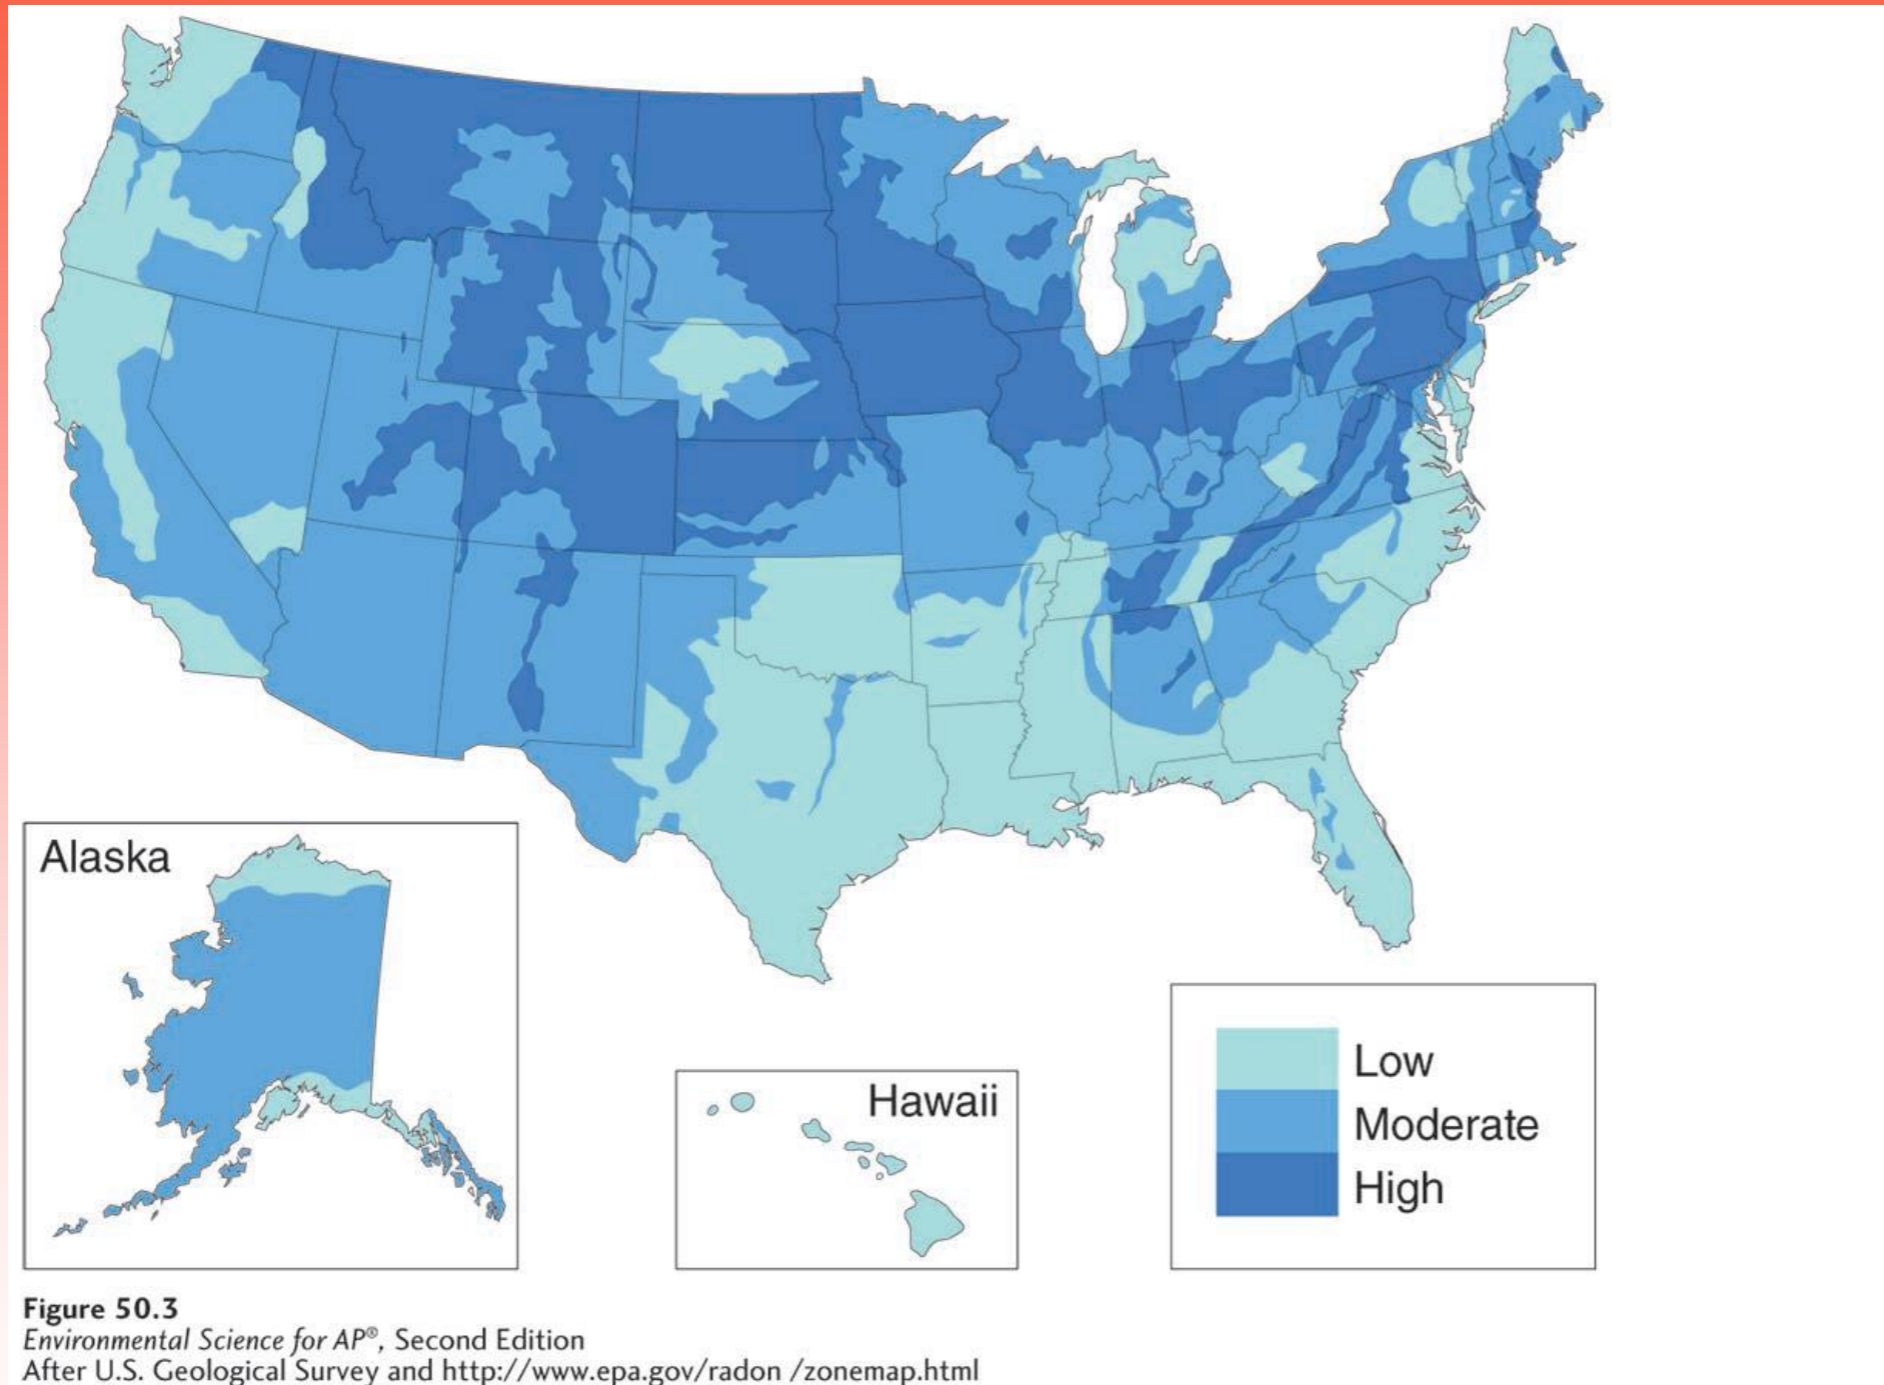 Alaska
Hawaii
Low
Moderate
High
Figure 50.3
Environmental Science for AP®, Second Edition
After U.S. Geological Survey and http://www.epa.gov/radon /zonemap.html